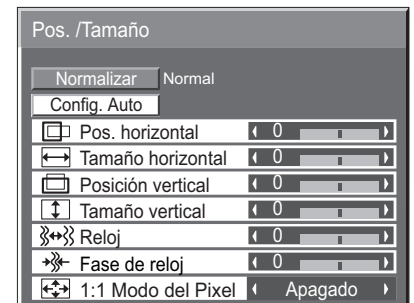 Pos. /Tamaño
Normalizar Normal
Config. Auto
Pos. horizontal 0
Tamaño horizontal 0
Posición vertical 0
Tamaño vertical 0
Reloj 0
Fase de reloj 0
1:1 Modo del Pixel Apagado